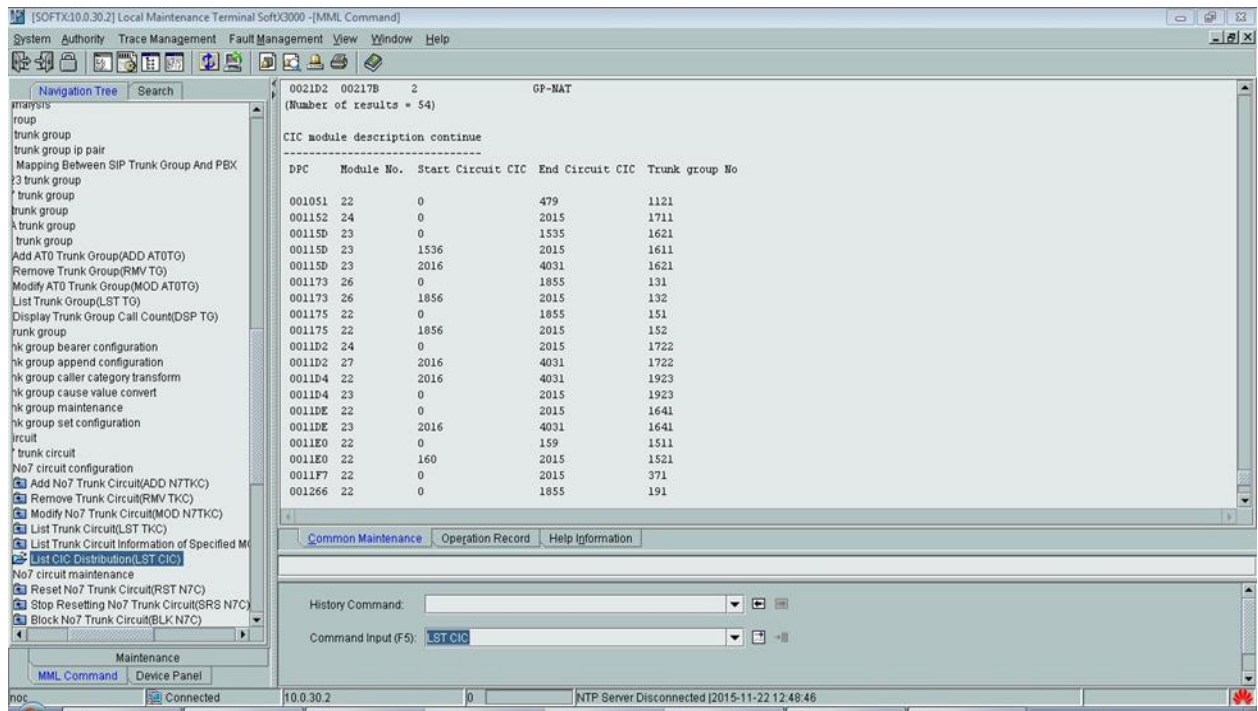 [SOFTX:10.0.30.2] Local Maintenance Terminal SoftX3000 -[MML Command]
System Authority Trace Management Fault Management View Window Help
Navigation Tree Search
analysis
roup
trunk group
trunk group ip pair
Mapping Between SIP Trunk Group And PBX
23 trunk group
trunk group
trunk group
trunk group
trunk group
Add AT0 Trunk Group(ADD AT0TG)
Remove Trunk Group(RMV TG)
Modify AT0 Trunk Group(MOD AT0TG)
List Trunk Group(LST TG)
Display Trunk Group Call Count(DSP TG)
runk group
nk group bearer configuration
nk group append configuration
nk group caller category transform
nk group cause value convert
nk group maintenance
nk group set configuration
ircuit
trunk circuit
No7 circuit configuration
Add No7 Trunk Circuit(ADD N7TKC)
Remove Trunk Circuit(RMV TKC)
Modify No7 Trunk Circuit(MOD N7TKC)
List Trunk Circuit(LST TKC)
List Trunk Circuit Information of Specified M
List CIC Distribution(LST CIC)
No7 circuit maintenance
Reset No7 Trunk Circuit(RST N7C)
Stop Resetting No7 Trunk Circuit(SRS N7C)
Block No7 Trunk Circuit(BLK N7C)
Maintenance
MML Command Device Panel
0021D2 00217B 2 GP-NAT
(Number of results = 54)
CIC module description continue
--------------------------------
DPC Module No. Start Circuit CIC End Circuit CIC Trunk group No
001051 22 0 479 1121
001152 24 0 2015 1711
00115D 23 0 1535 1621
00115D 23 1536 2015 1611
00115D 23 2016 4031 1621
001173 26 0 1855 131
001173 26 1856 2015 132
001175 22 0 1855 151
001175 22 1856 2015 152
0011D2 24 0 2015 1722
0011D2 27 2016 4031 1722
0011D4 22 2016 4031 1923
0011D4 23 0 2015 1923
0011DE 22 0 2015 1641
0011DE 23 2016 4031 1641
0011E0 22 0 159 1511
0011E0 22 160 2015 1521
0011F7 22 0 2015 371
001266 22 0 1855 191
Common Maintenance Operation Record Help Information
History Command:
Command Input (F5): LST CIC
noc Connected 10.0.30.2 0 NTP Server Disconnected |2015-11-22 12:48:46